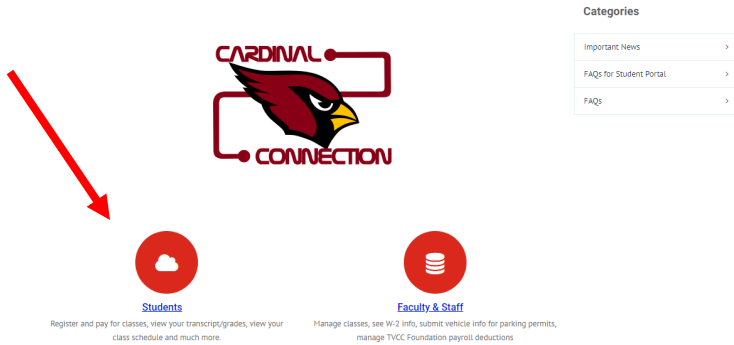 Categories
Important News
FAQs for Student Portal
FAQs
CARDINAL
CONNECTION
Students
Register and pay for classes, view your transcript/grades, view your
class schedule and much more.
Faculty & Staff
Manage classes, see W-2 info, submit vehicle info for parking permits,
manage TVCC Foundation payroll deductions